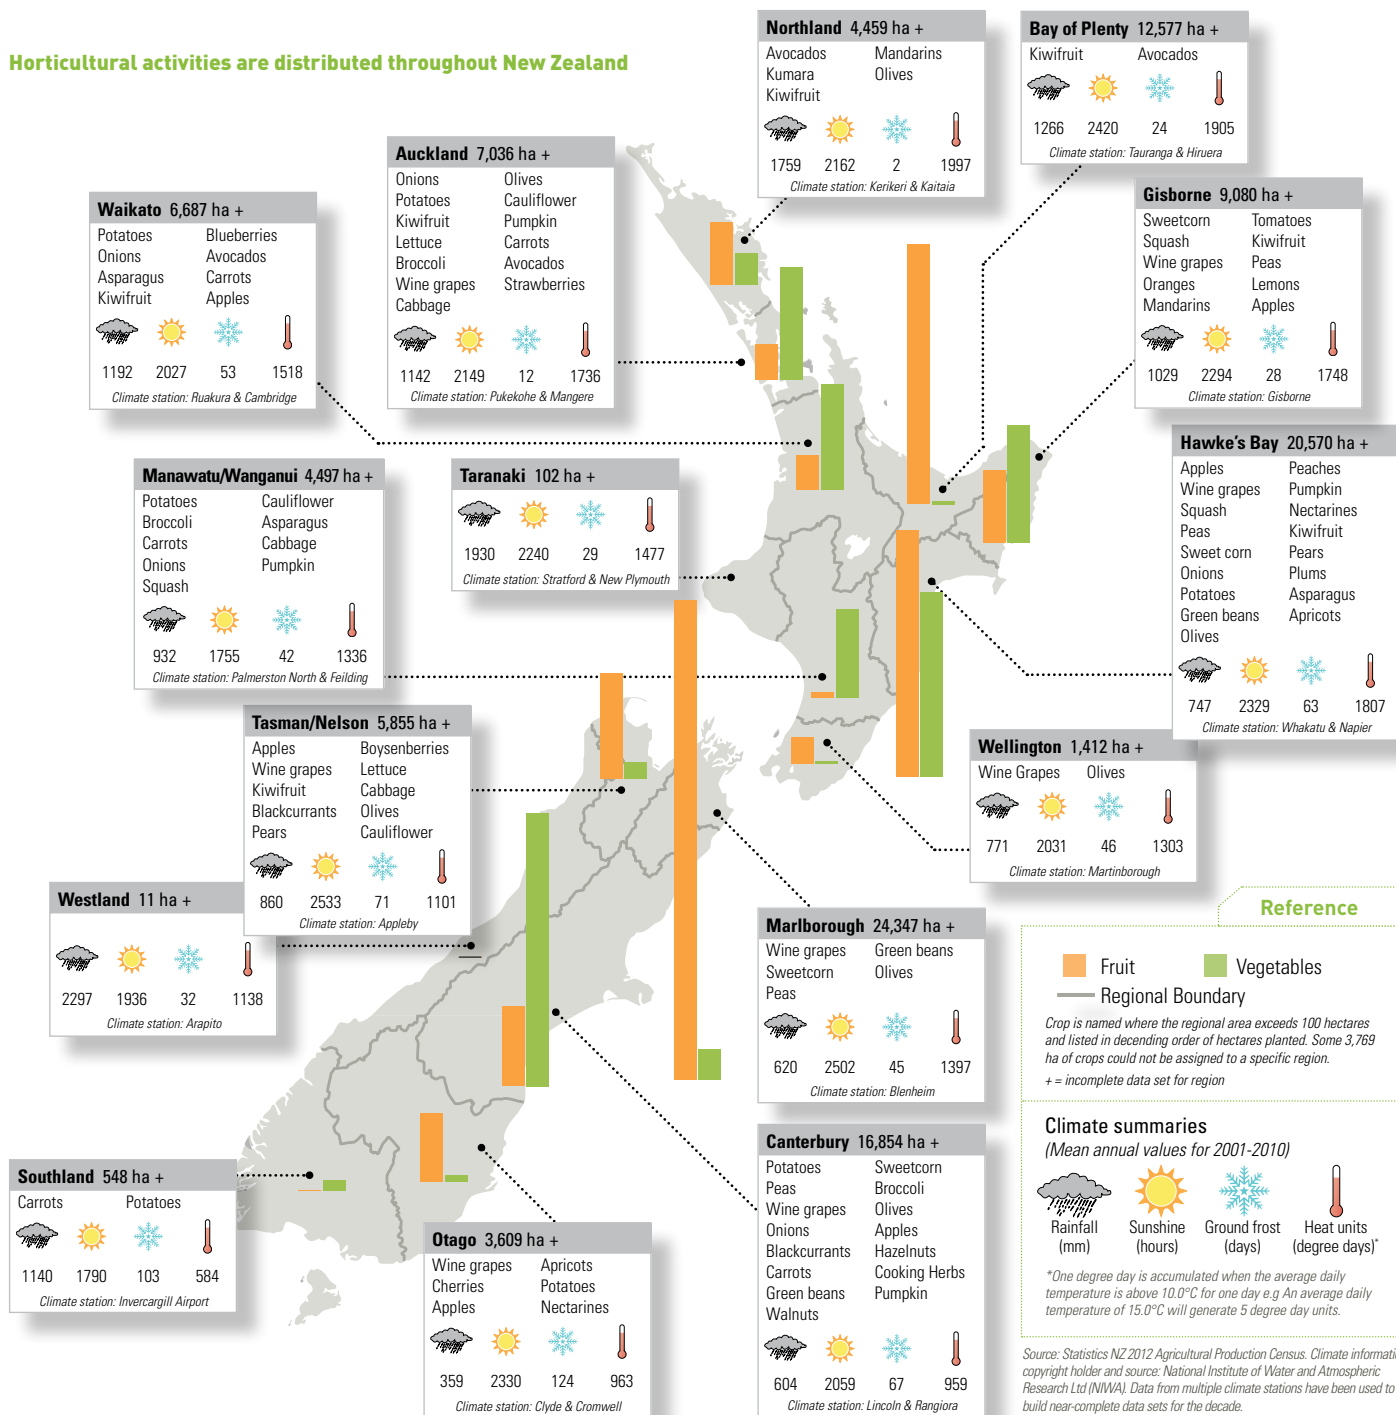 Horticultural activities are distributed throughout New Zealand
Northland 4,459 ha +
Avocados Mandarins
Kumara Olives
Kiwifruit
1759 2162 2 1997
Climate station: Kerikeri & Kaitaia
Bay of Plenty 12,577 ha +
Kiwifruit Avocados
1266 2420 24 1905
Climate station: Tauranga & Hiruera
Auckland 7,036 ha +
Onions Olives
Potatoes Cauliflower
Kiwifruit Pumpkin
Lettuce Carrots
Broccoli Avocados
Wine grapes Strawberries
Cabbage
1142 2149 12 1736
Climate station: Pukekohe & Mangere
Gisborne 9,080 ha +
Sweetcorn Tomatoes
Squash Kiwifruit
Wine grapes Peas
Oranges Lemons
Mandarins Apples
1029 2294 28 1748
Climate station: Gisborne
Waikato 6,687 ha +
Potatoes Blueberries
Onions Avocados
Asparagus Carrots
Kiwifruit Apples
1192 2027 53 1518
Climate station: Ruakura & Cambridge
Hawke's Bay 20,570 ha +
Apples Peaches
Wine grapes Pumpkin
Squash Nectarines
Peas Kiwifruit
Sweet corn Pears
Onions Plums
Potatoes Asparagus
Green beans Apricots
Olives
747 2329 63 1807
Climate station: Whakatu & Napier
Manawatu/Wanganui 4,497 ha +
Potatoes Cauliflower
Broccoli Asparagus
Carrots Cabbage
Onions Pumpkin
Squash
932 1755 42 1336
Climate station: Palmerston North & Feilding
Taranaki 102 ha +
1930 2240 29 1477
Climate station: Stratford & New Plymouth
Tasman/Nelson 5,855 ha +
Apples Boysenberries
Wine grapes Lettuce
Kiwifruit Cabbage
Blackcurrants Olives
Pears Cauliflower
860 2533 71 1101
Climate station: Appleby
Wellington 1,412 ha +
Wine Grapes Olives
771 2031 46 1303
Climate station: Martinborough
Westland 11 ha +
2297 1936 32 1138
Climate station: Arapito
Marlborough 24,347 ha +
Wine grapes Green beans
Sweetcorn Olives
Peas
620 2502 45 1397
Climate station: Blenheim
Canterbury 16,854 ha +
Potatoes Sweetcorn
Peas Broccoli
Wine grapes Olives
Onions Apples
Blackcurrants Hazelnuts
Carrots Cooking Herbs
Green beans Pumpkin
Walnuts
604 2059 67 959
Climate station: Lincoln & Rangiora
Southland 548 ha +
Carrots Potatoes
1140 1790 103 584
Climate station: Invercargill Airport
Otago 3,609 ha +
Wine grapes Apricots
Cherries Potatoes
Apples Nectarines
359 2330 124 963
Climate station: Clyde & Cromwell
Reference
Fruit Vegetables
Regional Boundary
Crop is named where the regional area exceeds 100 hectares
and listed in decending order of hectares planted. Some 3,769
ha of crops could not be assigned to a specific region.
+ = incomplete data set for region
Climate summaries
(Mean annual values for 2001-2010)
Rainfall Sunshine Ground frost Heat units
(mm) (hours) (days) (degree days)*
*One degree day is accumulated when the average daily
temperature is above 10.0°C for one day e.g An average daily
temperature of 15.0°C will generate 5 degree day units.
Source: Statistics NZ 2012 Agricultural Production Census. Climate informatio
copyright holder and source: National Institute of Water and Atmospheric
Research Ltd (NIWA). Data from multiple climate stations have been used to
build near-complete data sets for the decade.